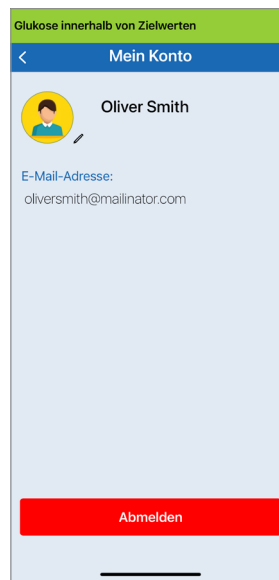 Glukose innerhalb von Zielwerten
Mein Konto
Oliver Smith
E-Mail-Adresse:
oliversmith@mailinator.com
Abmelden